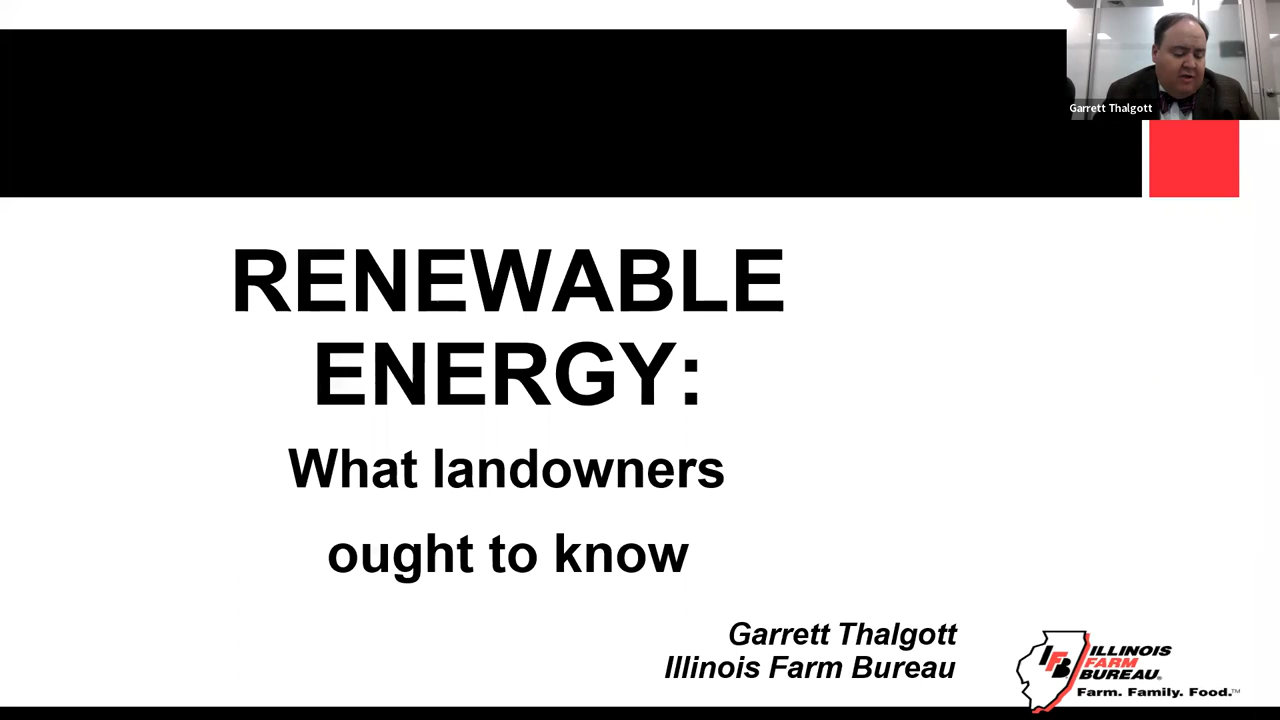 Garrett Thalgott
RENEWABLE
ENERGY:
What landowners
ought to know
Garrett Thalgott
Illinois Farm Bureau
IFB
ILLINOIS
FARM
BUREAU®
Farm. Family. Food.™